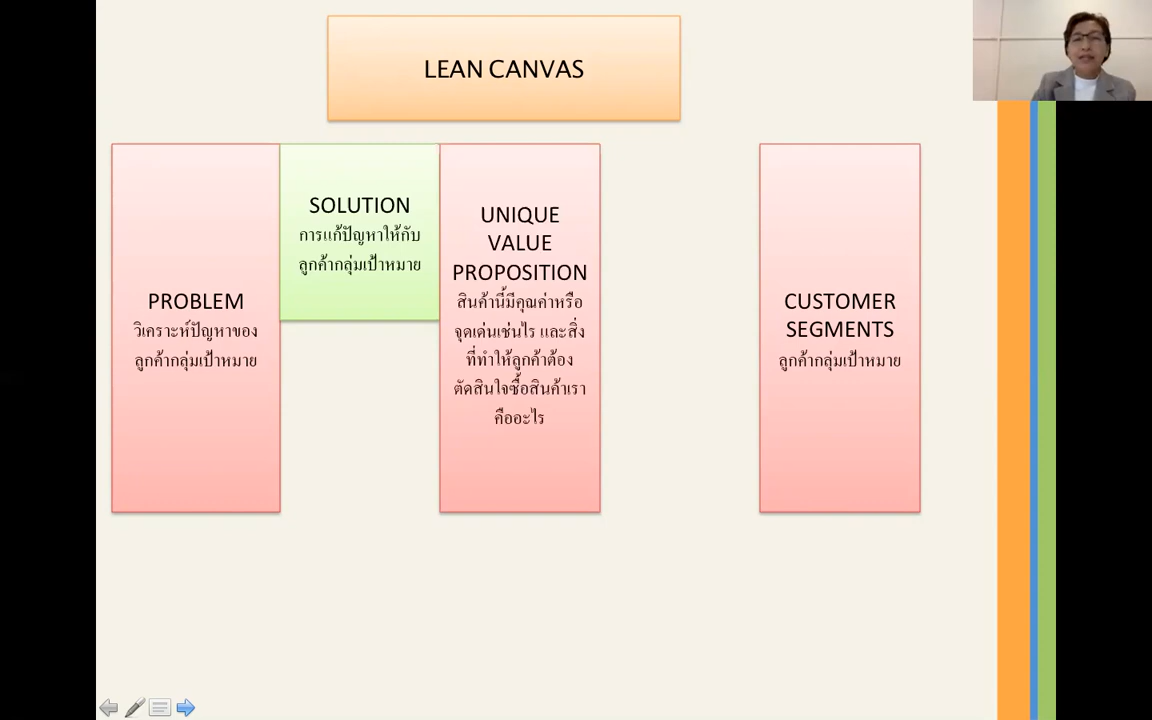 LEAN CANVAS
PROBLEM
วิเคราะห์ปัญหาของ
ลูกค้ากลุ่มเป้าหมาย
SOLUTION
การแก้ปัญหาให้กับ
ลูกค้ากลุ่มเป้าหมาย
UNIQUE
VALUE
PROPOSITION
สินค้านี้มีคุณค่าหรือ
จุดเด่นเช่นไร และสิ่ง
ที่ทำให้ลูกค้าต้อง
ตัดสินใจซื้อสินค้าเรา
คืออะไร
CUSTOMER
SEGMENTS
ลูกค้ากลุ่มเป้าหมาย